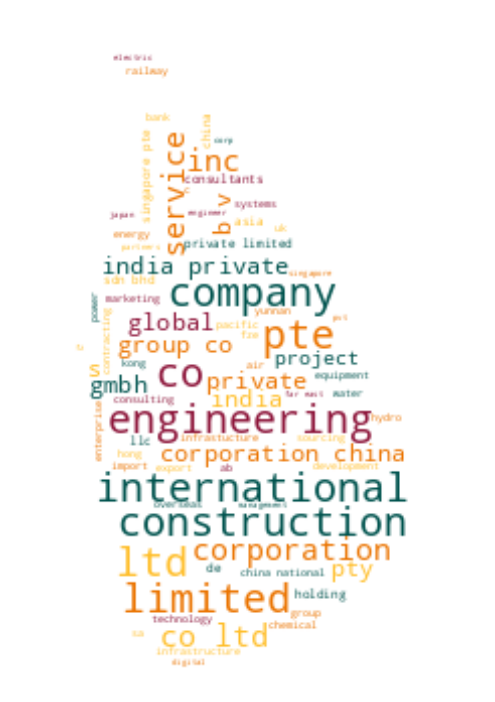 electric
railway
bank
china
singapore pte
service
corp
inc
consultants
c
b v
systems
japan
engineer
asia
uk
energy
partners
private limited
india private
singapore
sdn bhd
company
power
marketing
yunnan
contracting
global
pacific
pte
fze
group co
project
kong
air
s
co
private
equipment
gmbh
india
far east
water
consulting
enterprise
engineering
hydro
llc
infrastucture
sourcing
hong
corporation china
import
export
ab
development
international
overseas
management
construction
corporation
ltd
de
china national
pty
limited
holding
group
technology
chemical
sa
co ltd
infrastructure
digital